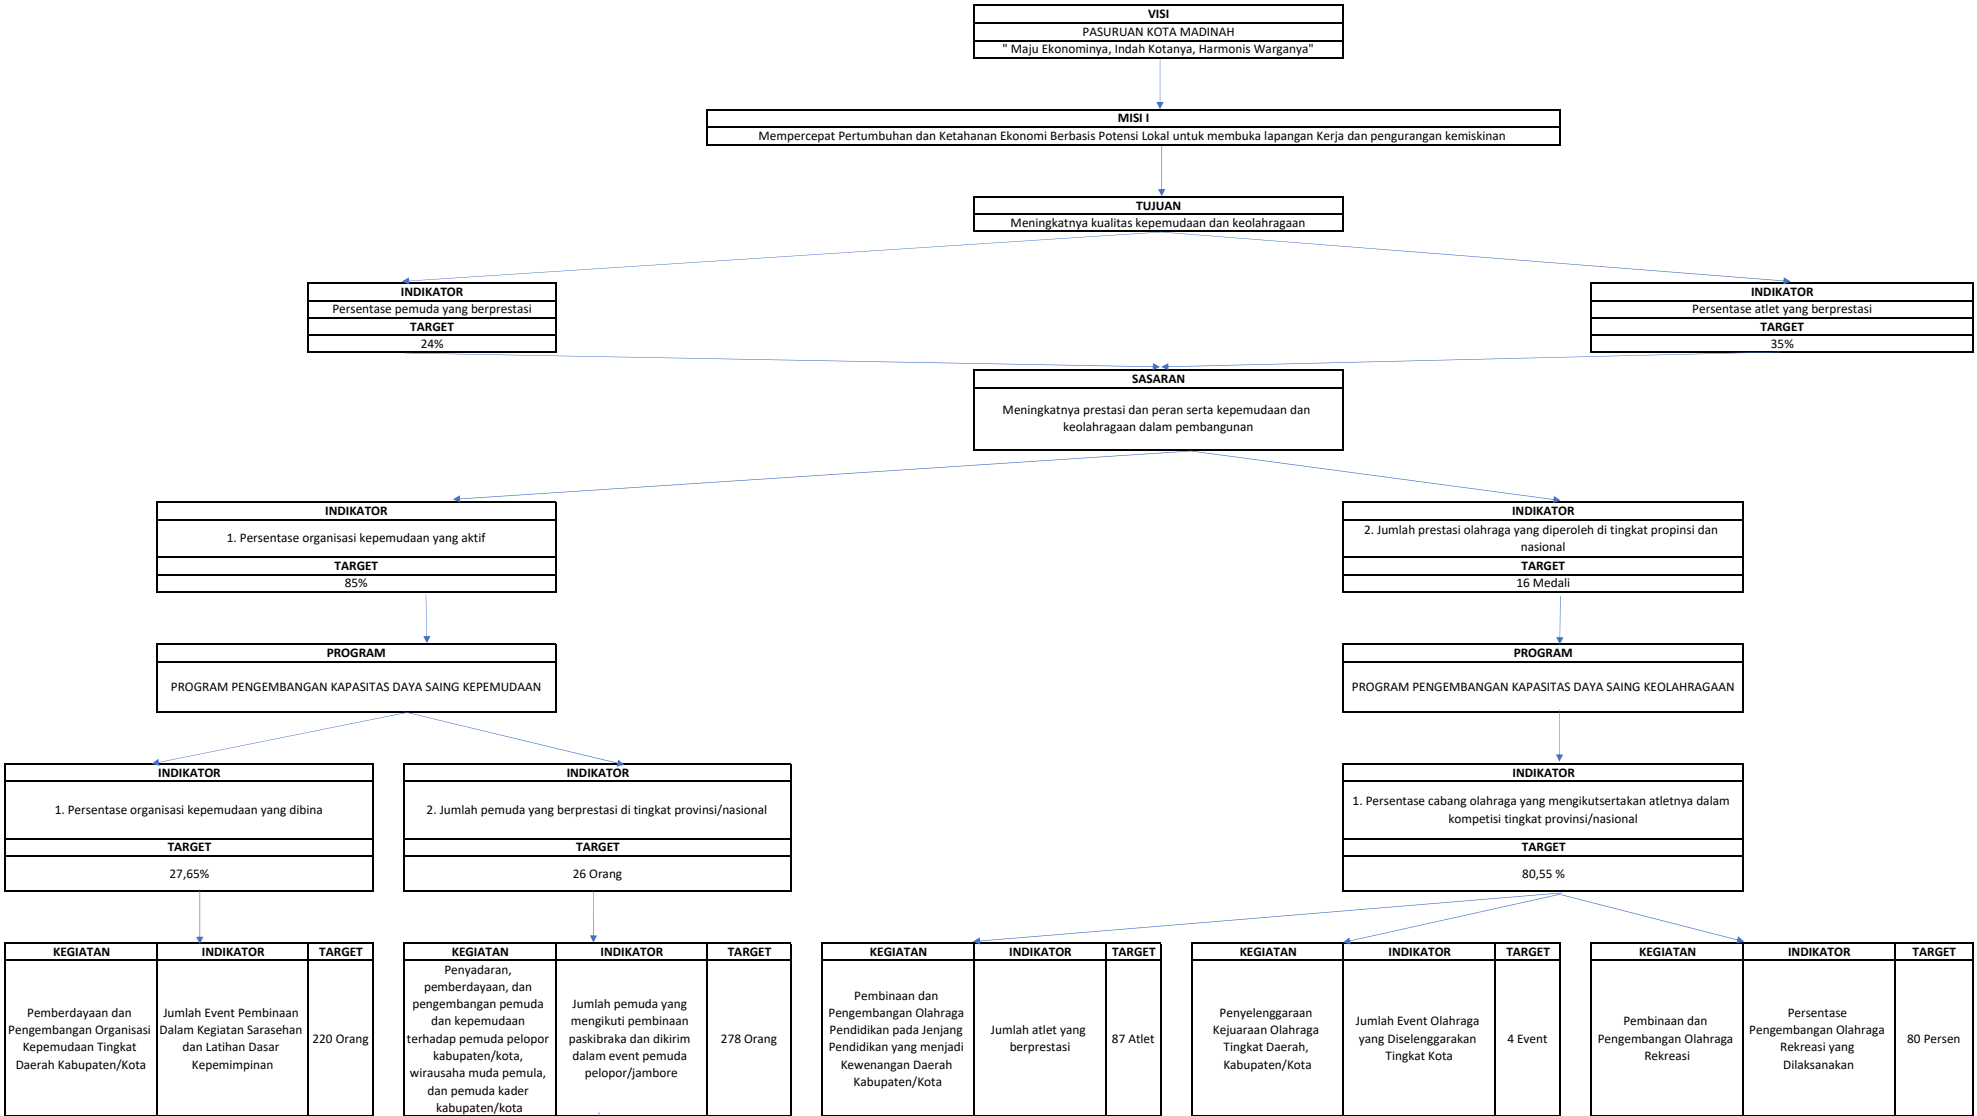 VISI
PASURUAN KOTA MADINAH
" Maju Ekonominya, Indah Kotanya, Harmonis Warganya"
MISI I
Mempercepat Pertumbuhan dan Ketahanan Ekonomi Berbasis Potensi Lokal untuk membuka lapangan Kerja dan pengurangan kemiskinan
TUJUAN
Meningkatnya kualitas kepemudaan dan keolahragaan
INDIKATOR
Persentase pemuda yang berprestasi
TARGET
24%
INDIKATOR
Persentase atlet yang berprestasi
TARGET
35%
SASARAN
Meningkatnya prestasi dan peran serta kepemudaan dan
keolahragaan dalam pembangunan
INDIKATOR
1. Persentase organisasi kepemudaan yang aktif
TARGET
85%
INDIKATOR
2. Jumlah prestasi olahraga yang diperoleh di tingkat propinsi dan
nasional
TARGET
16 Medali
PROGRAM
PROGRAM PENGEMBANGAN KAPASITAS DAYA SAING KEPEMUDAAN
PROGRAM
PROGRAM PENGEMBANGAN KAPASITAS DAYA SAING KEOLAHRAGAAN
INDIKATOR
1. Persentase organisasi kepemudaan yang dibina
TARGET
27,65%
INDIKATOR
2. Jumlah pemuda yang berprestasi di tingkat provinsi/nasional
TARGET
26 Orang
INDIKATOR
1. Persentase cabang olahraga yang mengikutsertakan atletnya dalam
kompetisi tingkat provinsi/nasional
TARGET
80,55 %
KEGIATAN
Pemberdayaan dan
Pengembangan Organisasi
Kepemudaan Tingkat
Daerah Kabupaten/Kota
INDIKATOR
Jumlah Event Pembinaan
Dalam Kegiatan Sarasehan
dan Latihan Dasar
Kepemimpinan
TARGET
220 Orang
KEGIATAN
Penyadaran,
pemberdayaan, dan
pengembangan pemuda
dan kepemudaan
terhadap pemuda pelopor
kabupaten/kota,
wirausaha muda pemula,
dan pemuda kader
kabupaten/kota
INDIKATOR
Jumlah pemuda yang
mengikuti pembinaan
paskibraka dan dikirim
dalam event pemuda
pelopor/jambore
TARGET
278 Orang
KEGIATAN
Pembinaan dan
Pengembangan Olahraga
Pendidikan pada Jenjang
Pendidikan yang menjadi
Kewenangan Daerah
Kabupaten/Kota
INDIKATOR
Jumlah atlet yang
berprestasi
TARGET
87 Atlet
KEGIATAN
Penyelenggaraan
Kejuaraan Olahraga
Tingkat Daerah,
Kabupaten/Kota
INDIKATOR
Jumlah Event Olahraga
yang Diselenggarakan
Tingkat Kota
TARGET
4 Event
KEGIATAN
Pembinaan dan
Pengembangan Olahraga
Rekreasi
INDIKATOR
Persentase
Pengembangan Olahraga
Rekreasi yang
Dilaksanakan
TARGET
80 Persen